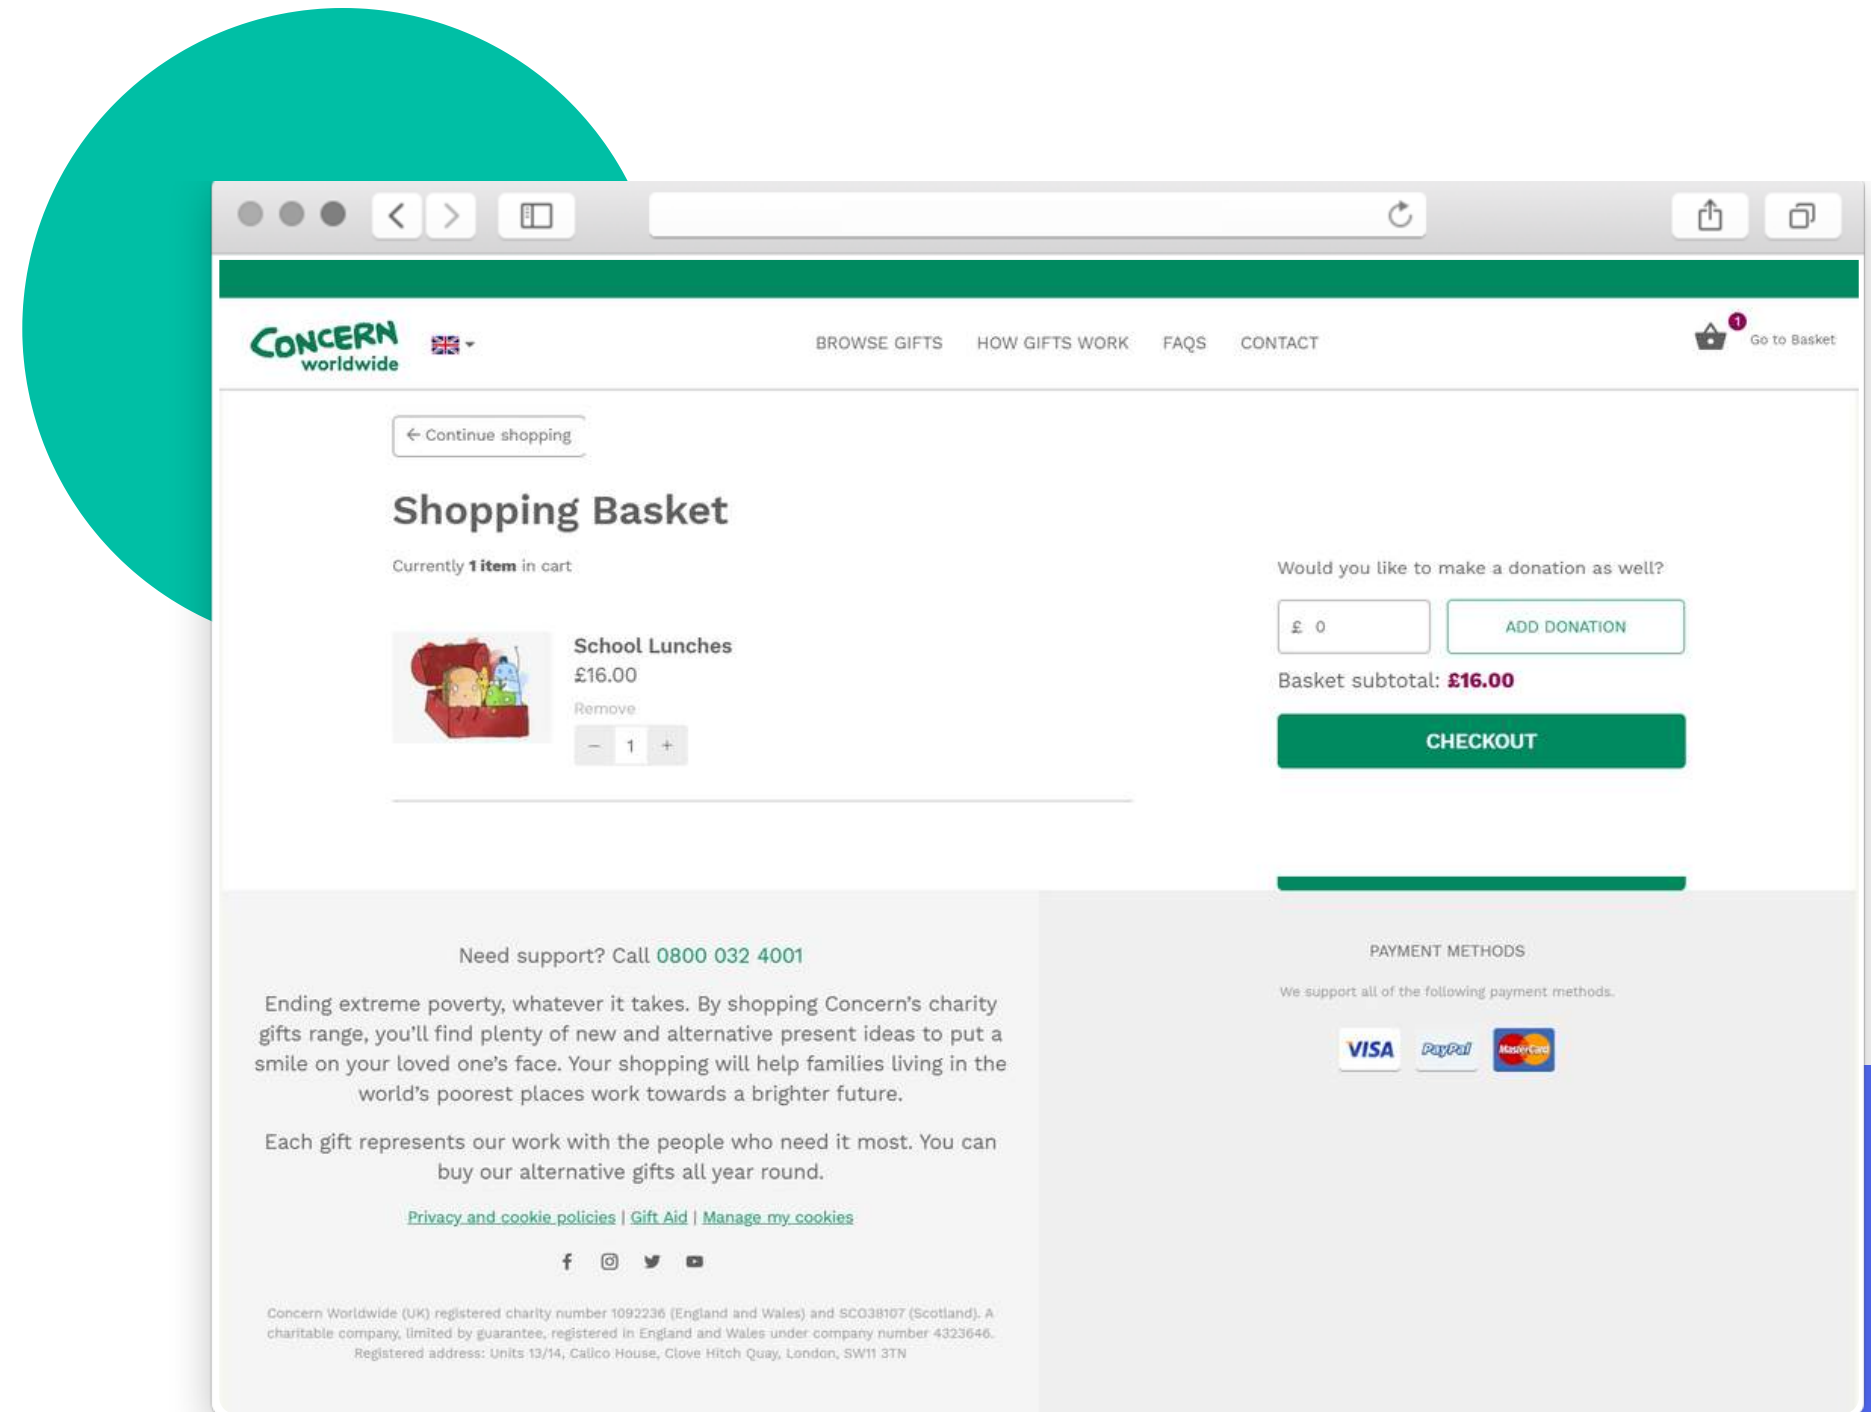 CONCERN
worldwide
BROWSE GIFTS HOW GIFTS WORK FAQS CONTACT
1
Go to Basket
← Continue shopping
Shopping Basket
Currently 1 item in cart
School Lunches
£16.00
Remove
− 1 +
Would you like to make a donation as well?
£ 0 ADD DONATION
Basket subtotal: £16.00
CHECKOUT
Need support? Call 0800 032 4001
Ending extreme poverty, whatever it takes. By shopping Concern's charity
gifts range, you'll find plenty of new and alternative present ideas to put a
smile on your loved one's face. Your shopping will help families living in the
world's poorest places work towards a brighter future.
Each gift represents our work with the people who need it most. You can
buy our alternative gifts all year round.
Privacy and cookie policies | Gift Aid | Manage my cookies
Concern Worldwide (UK) registered charity number 1092236 (England and Wales) and SC038107 (Scotland). A
charitable company, limited by guarantee, registered in England and Wales under company number 4323646.
Registered address: Units 13/14, Calico House, Clove Hitch Quay, London, SW11 3TN
PAYMENT METHODS
We support all of the following payment methods.
VISA PayPal MasterCard